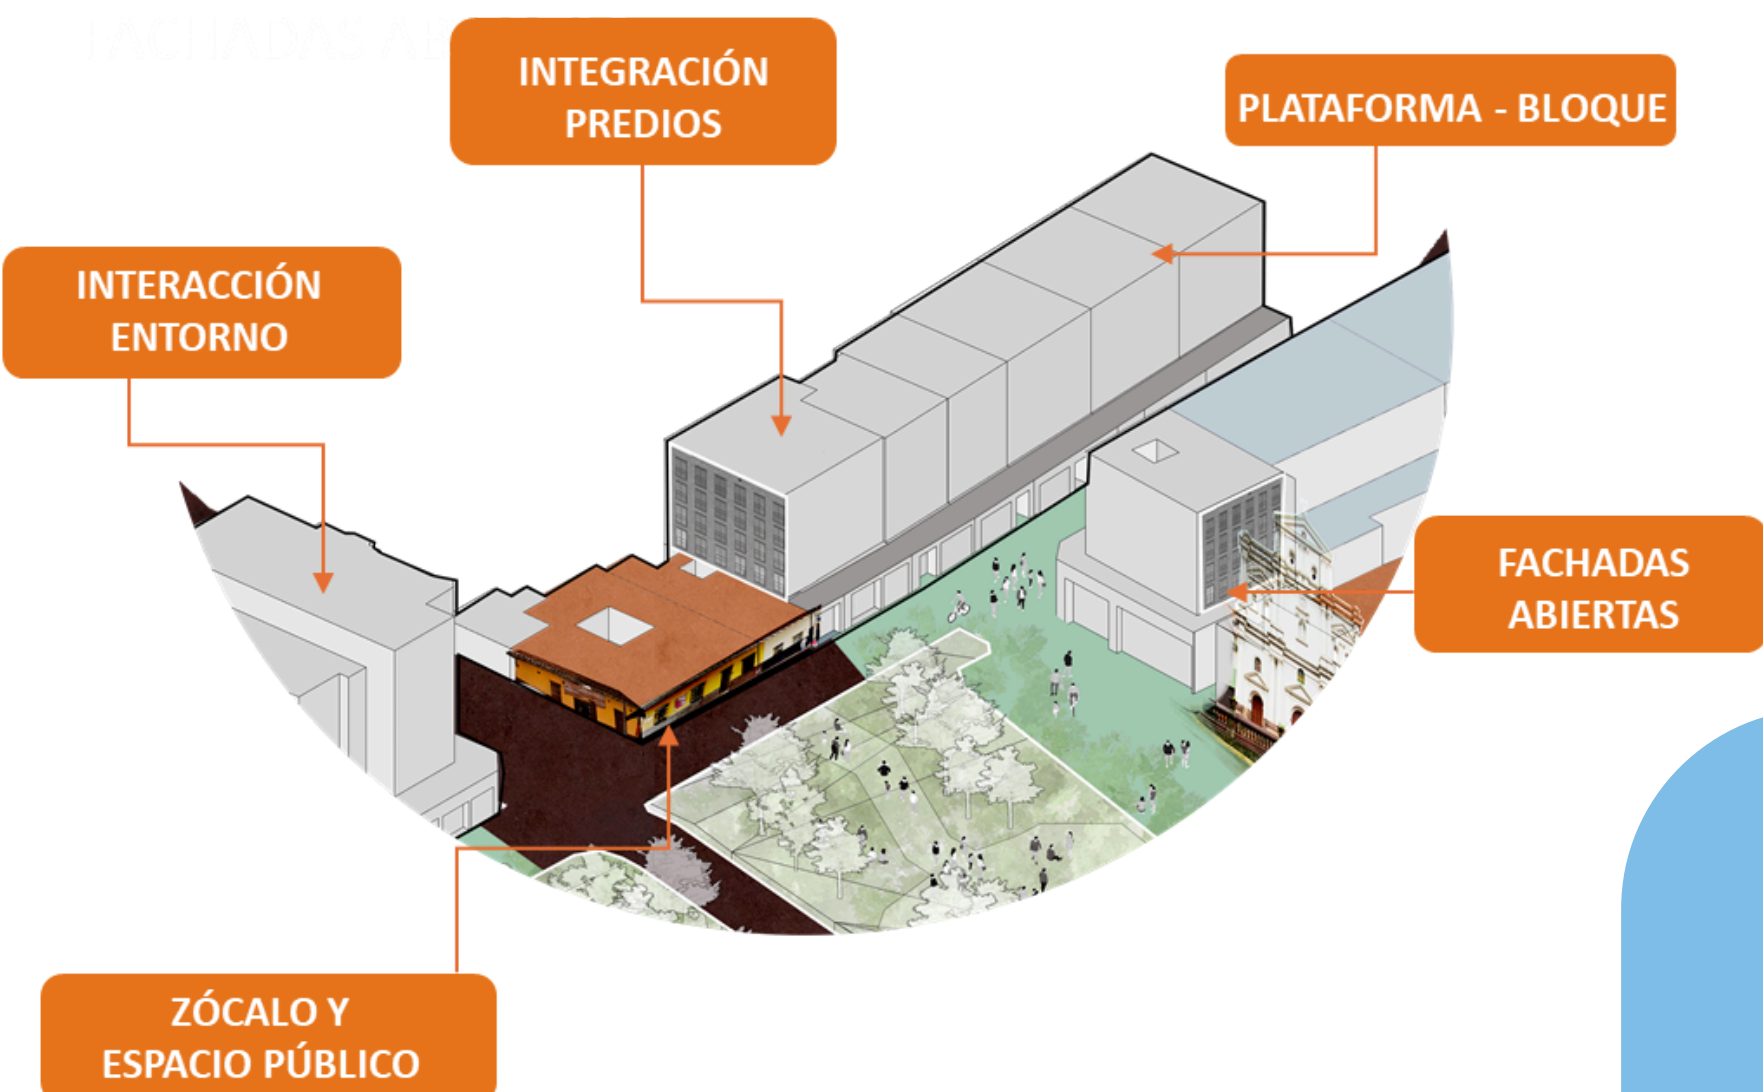 INTEGRACIÓN
PREDIOS
PLATAFORMA - BLOQUE
INTERACCIÓN
ENTORNO
FACHADAS
ABIERTAS
ZÓCALO Y
ESPACIO PÚBLICO